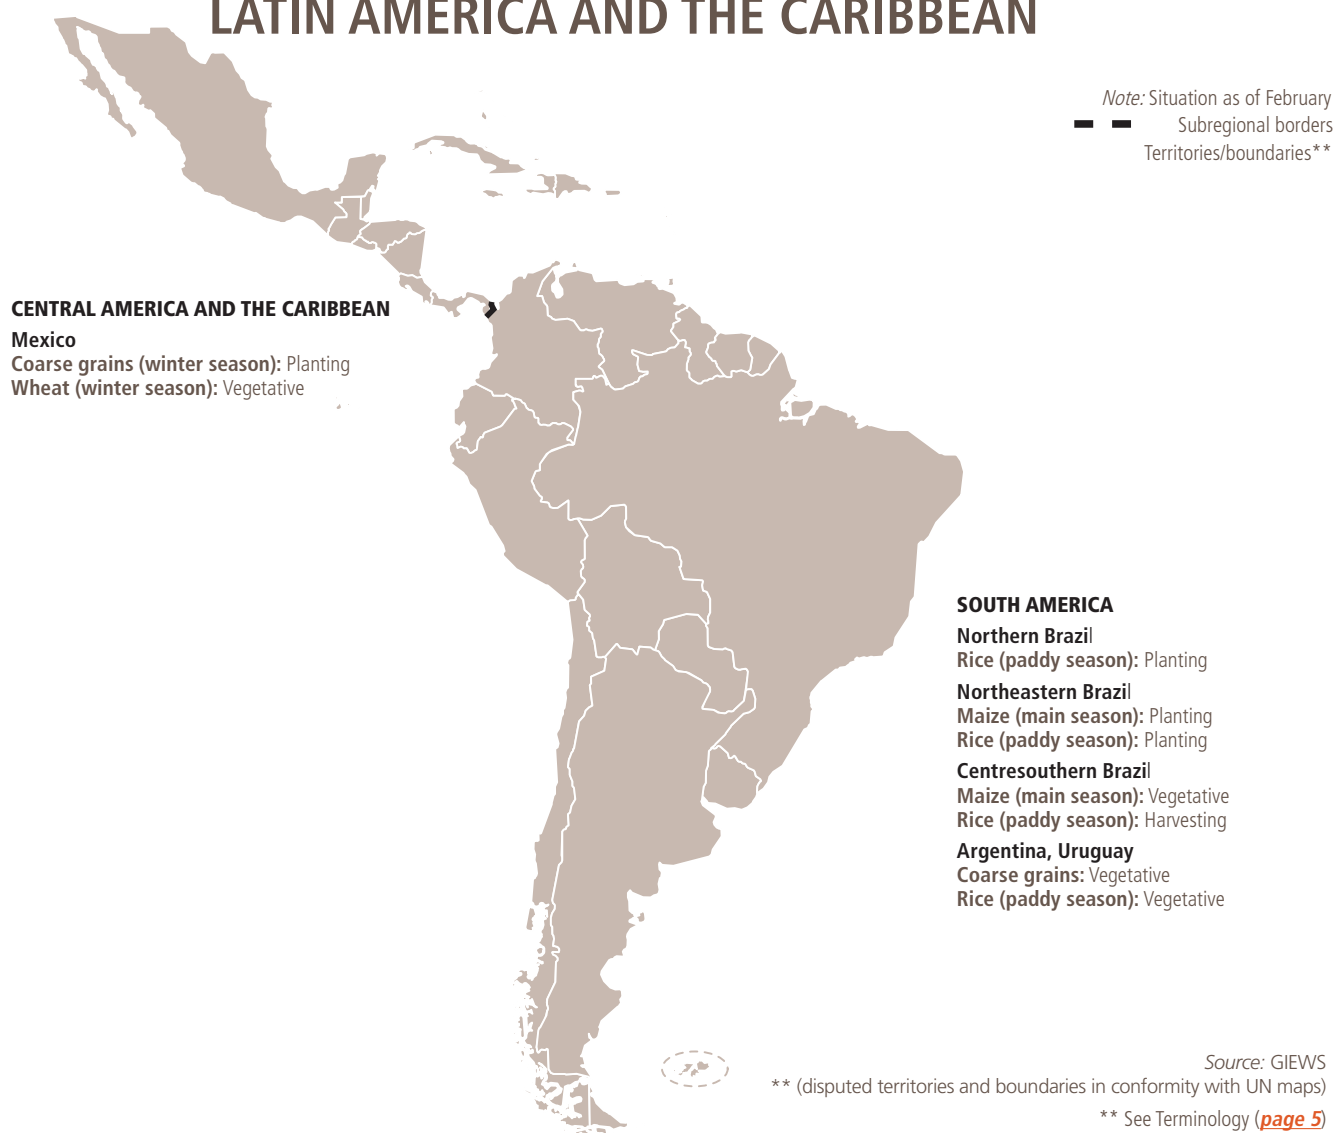 LATIN AMERICA AND THE CARIBBEAN
Note: Situation as of February
Subregional borders
Territories/boundaries**
CENTRAL AMERICA AND THE CARIBBEAN
Mexico
Coarse grains (winter season): Planting
Wheat (winter season): Vegetative
SOUTH AMERICA
Northern Brazil
Rice (paddy season): Planting
Northeastern Brazil
Maize (main season): Planting
Rice (paddy season): Planting
Centresouthern Brazil
Maize (main season): Vegetative
Rice (paddy season): Harvesting
Argentina, Uruguay
Coarse grains: Vegetative
Rice (paddy season): Vegetative
Source: GIEWS
** (disputed territories and boundaries in conformity with UN maps)
** See Terminology (page 5)